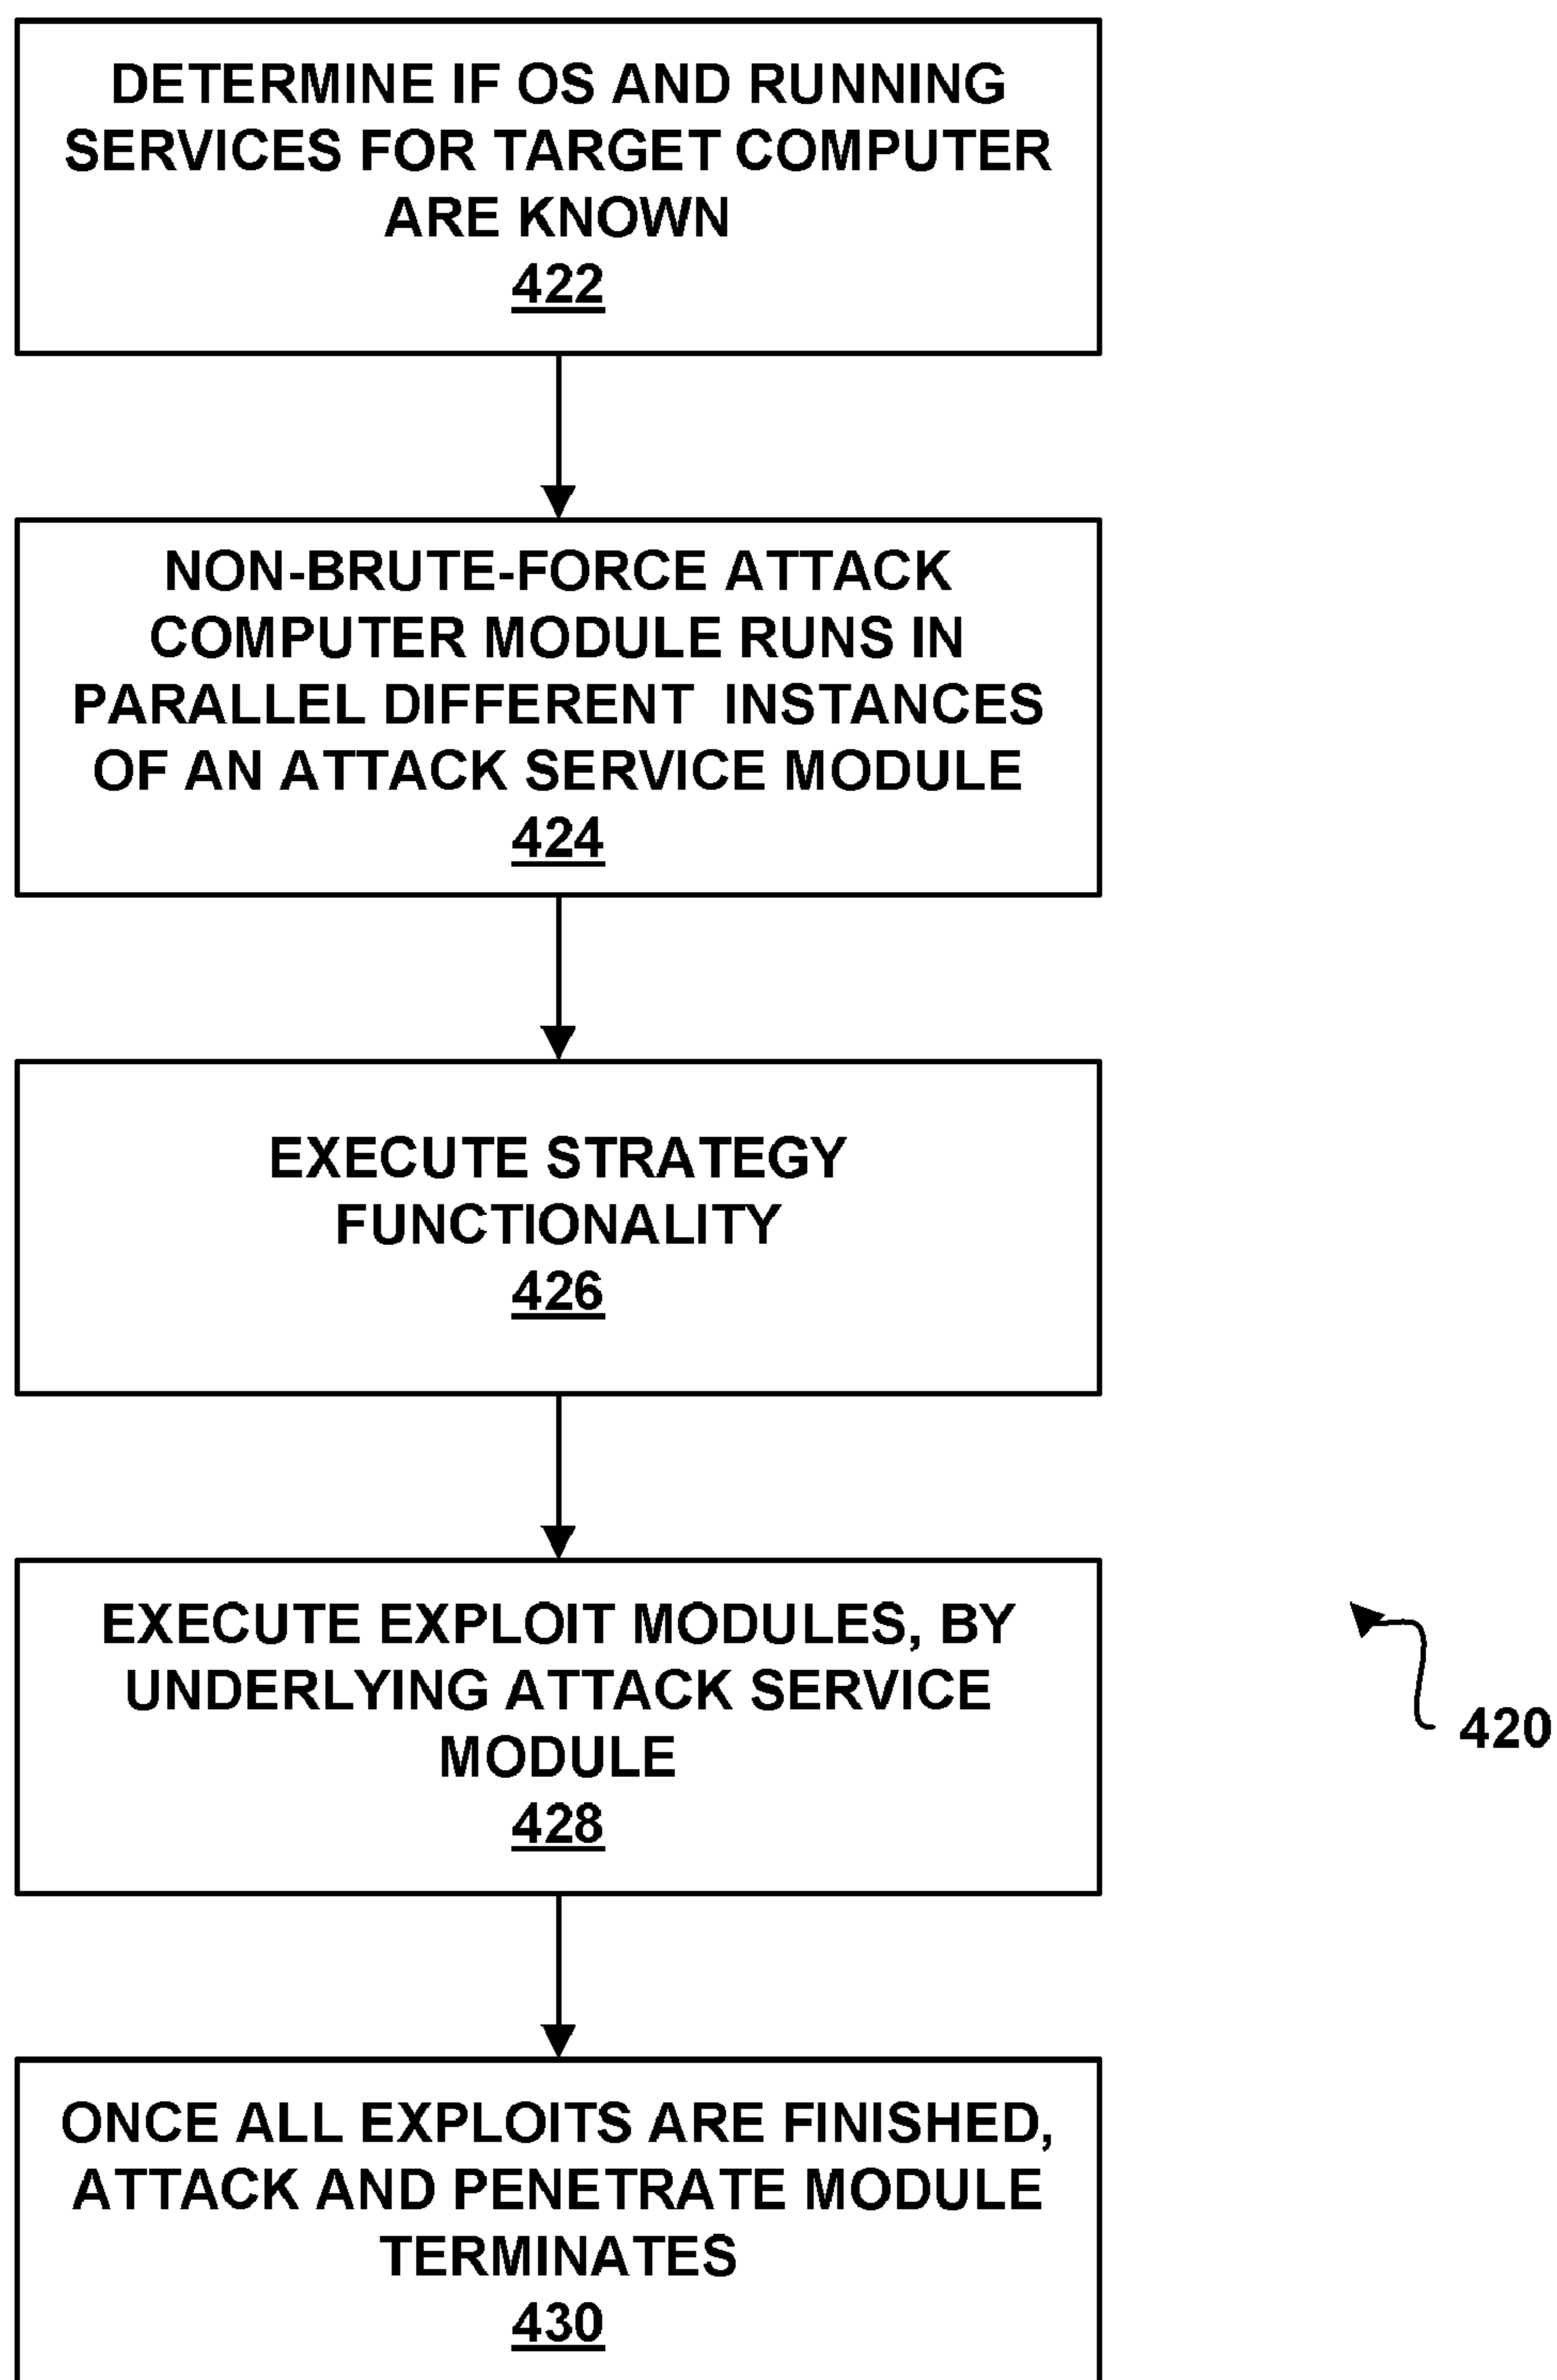 DETERMINE IF OS AND RUNNING
SERVICES FOR TARGET COMPUTER
ARE KNOWN
422
NON-BRUTE-FORCE ATTACK
COMPUTER MODULE RUNS IN
PARALLEL DIFFERENT INSTANCES
OF AN ATTACK SERVICE MODULE
424
EXECUTE STRATEGY
FUNCTIONALITY
426
EXECUTE EXPLOIT MODULES, BY
UNDERLYING ATTACK SERVICE
MODULE
428
420
ONCE ALL EXPLOITS ARE FINISHED,
ATTACK AND PENETRATE MODULE
TERMINATES
430